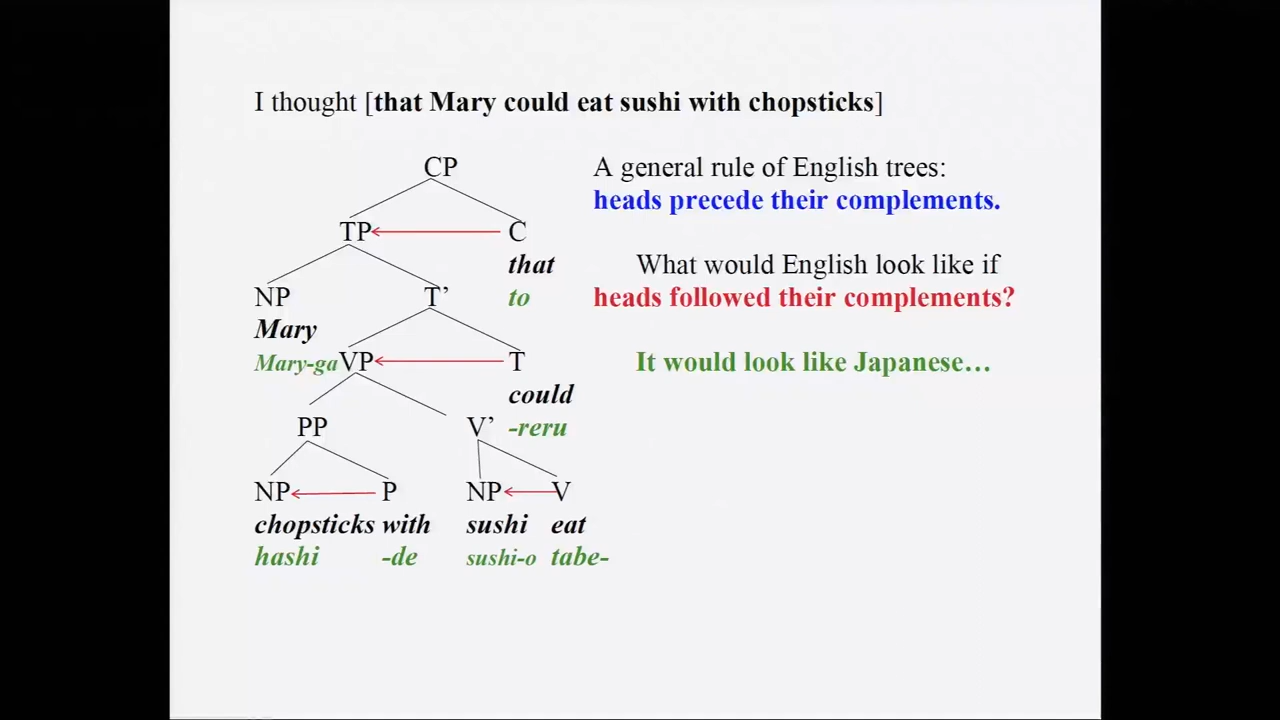 I thought [that Mary could eat sushi with chopsticks]
CP
A general rule of English trees:
heads precede their complements.
TP C
that
What would English look like if
NP T’ to
heads followed their complements?
Mary
Mary-ga VP T
It would look like Japanese…
could
PP V’ -reru
NP P NP V
chopsticks with sushi eat
hashi -de sushi-o tabe-